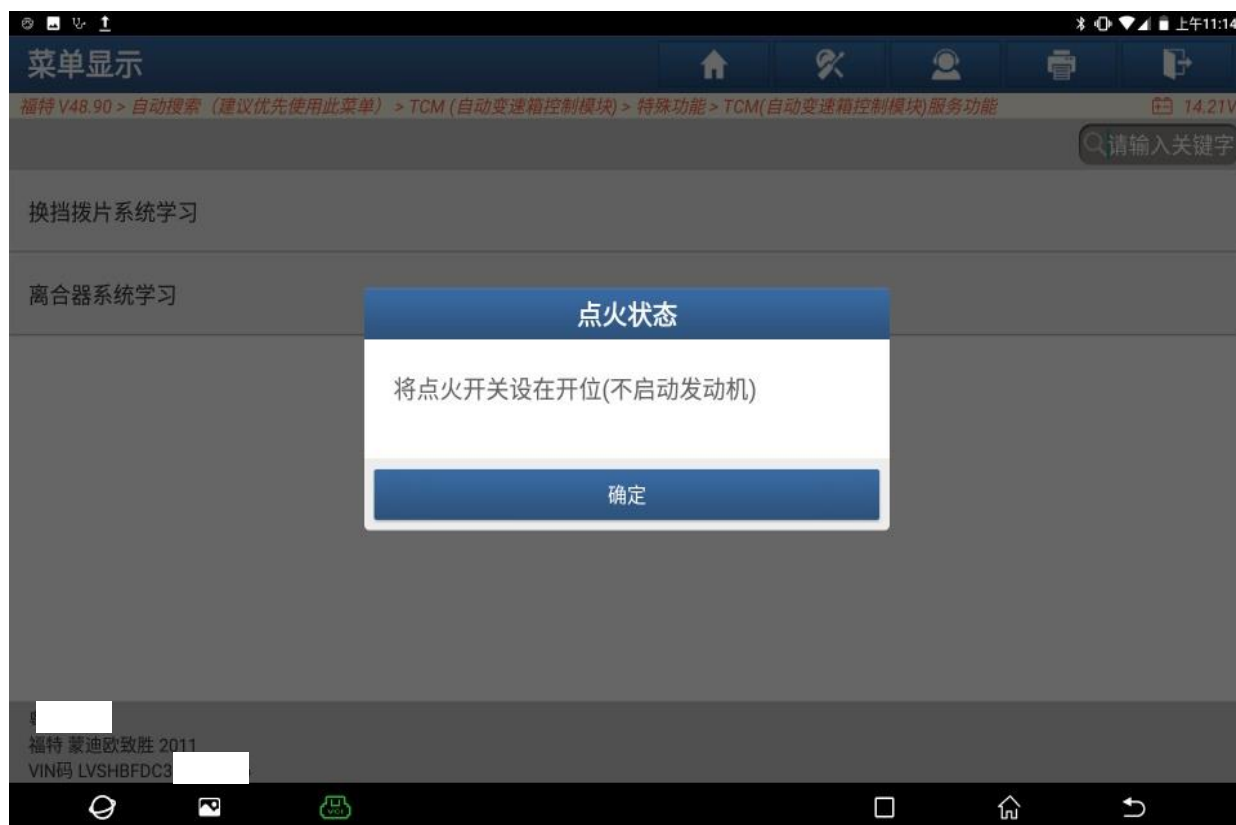 上午11:14
菜单显示
福特 V48.90 > 自动搜索（建议优先使用此菜单）> TCM (自动变速箱控制模块) > 特殊功能 > TCM(自动变速箱控制模块)服务功能
14.21V
请输入关键字
换挡拨片系统学习
离合器系统学习
点火状态
将点火开关设在开位(不启动发动机)
确定
福特 蒙迪欧致胜 2011
VIN码 LVSHBFDC3
VCI